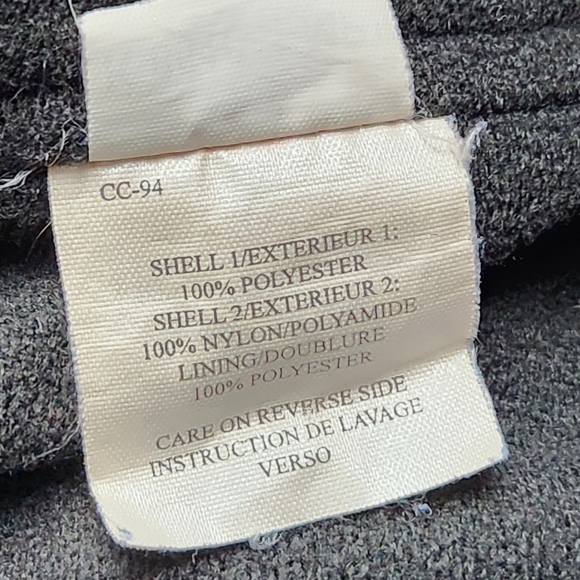 CC-94
SHELL 1/EXTERIEUR 1:
100% POLYESTER
SHELL 2/EXTERIEUR 2:
100% NYLON/POLYAMIDE
LINING/DOUBLURE
100% POLYESTER
CARE ON REVERSE SIDE
INSTRUCTION DE LAVAGE
VERSO